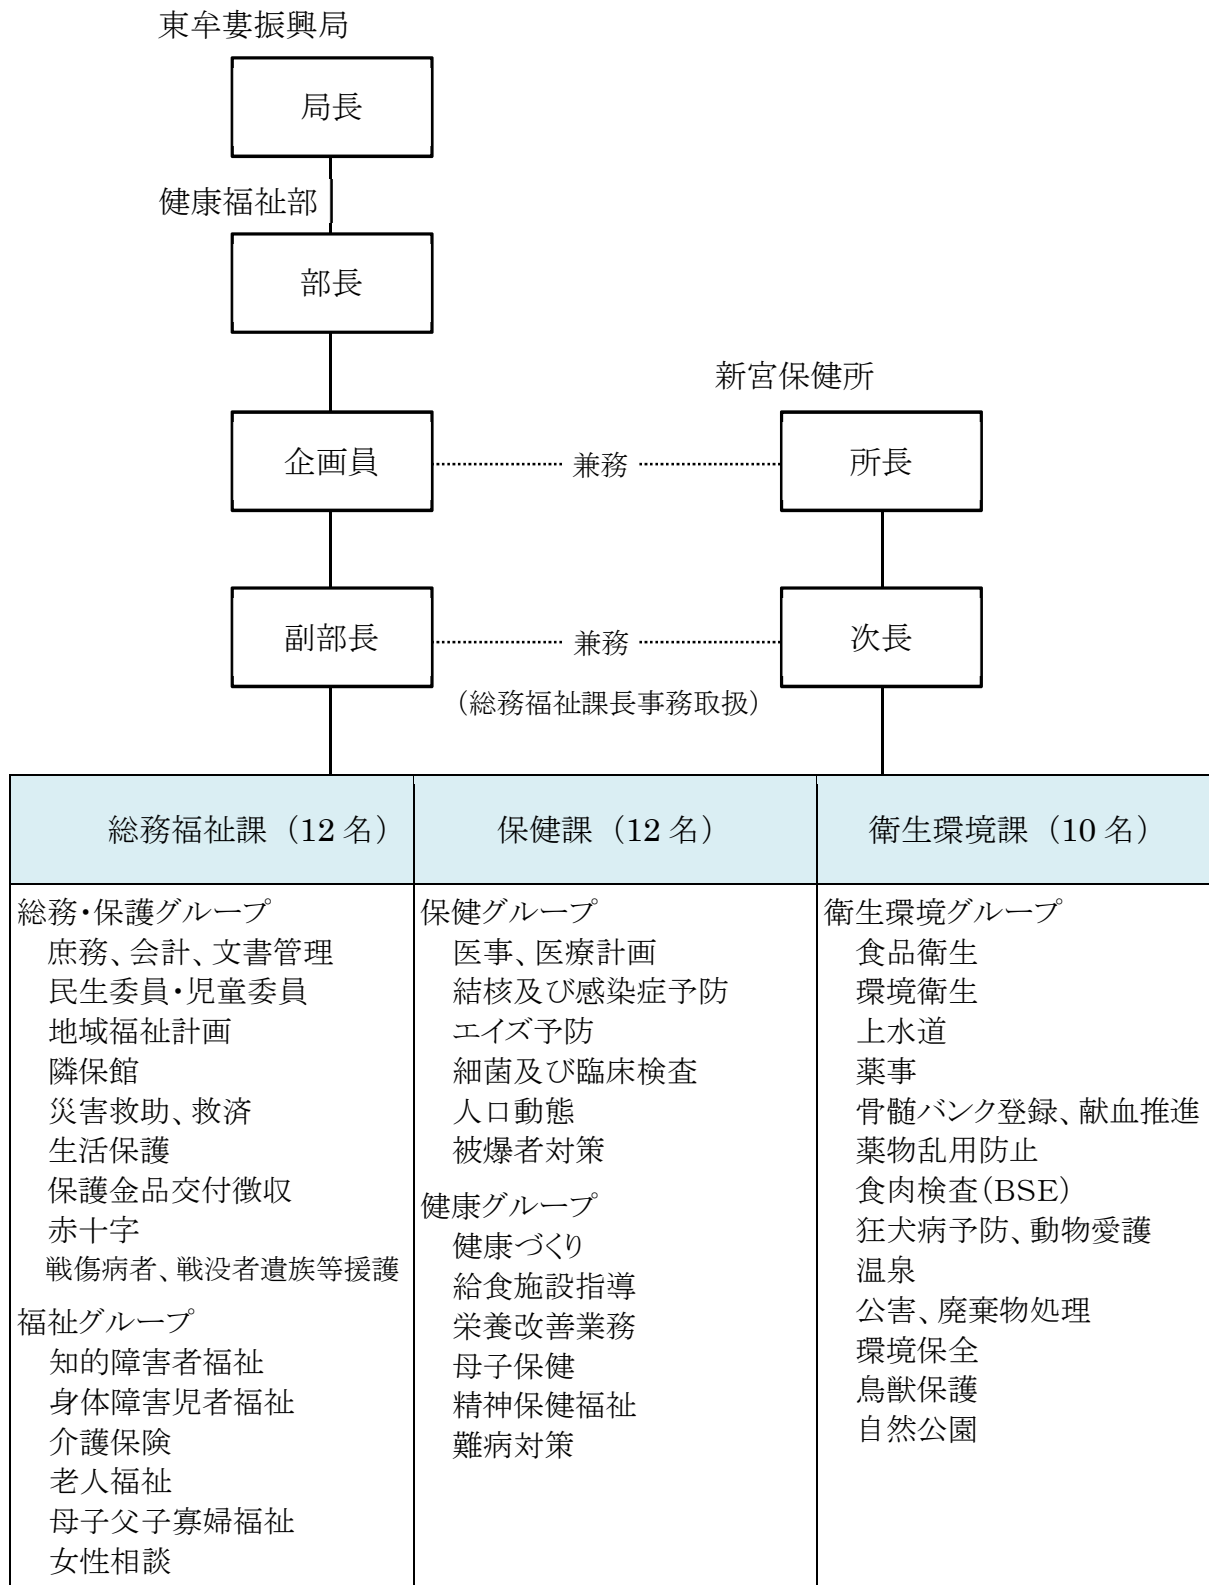 東牟婁振興局
局長
健康福祉部
部長
新宮保健所
企画員
兼務
所長
副部長
兼務
次長
（総務福祉課長事務取扱）
総務福祉課（12 名）
保健課（12 名）
衛生環境課（10 名）
総務・保護グループ
庶務、会計、文書管理
民生委員・児童委員
地域福祉計画
隣保館
災害救助、救済
生活保護
保護金品交付徴収
赤十字
戦傷病者、戦没者遺族等援護
福祉グループ
知的障害者福祉
身体障害児者福祉
介護保険
老人福祉
母子父子寡婦福祉
女性相談
保健グループ
医事、医療計画
結核及び感染症予防
エイズ予防
細菌及び臨床検査
人口動態
被爆者対策
健康グループ
健康づくり
給食施設指導
栄養改善業務
母子保健
精神保健福祉
難病対策
衛生環境グループ
食品衛生
環境衛生
上水道
薬事
骨髄バンク登録、献血推進
薬物乱用防止
食肉検査（BSE）
狂犬病予防、動物愛護
温泉
公害、廃棄物処理
環境保全
鳥獣保護
自然公園